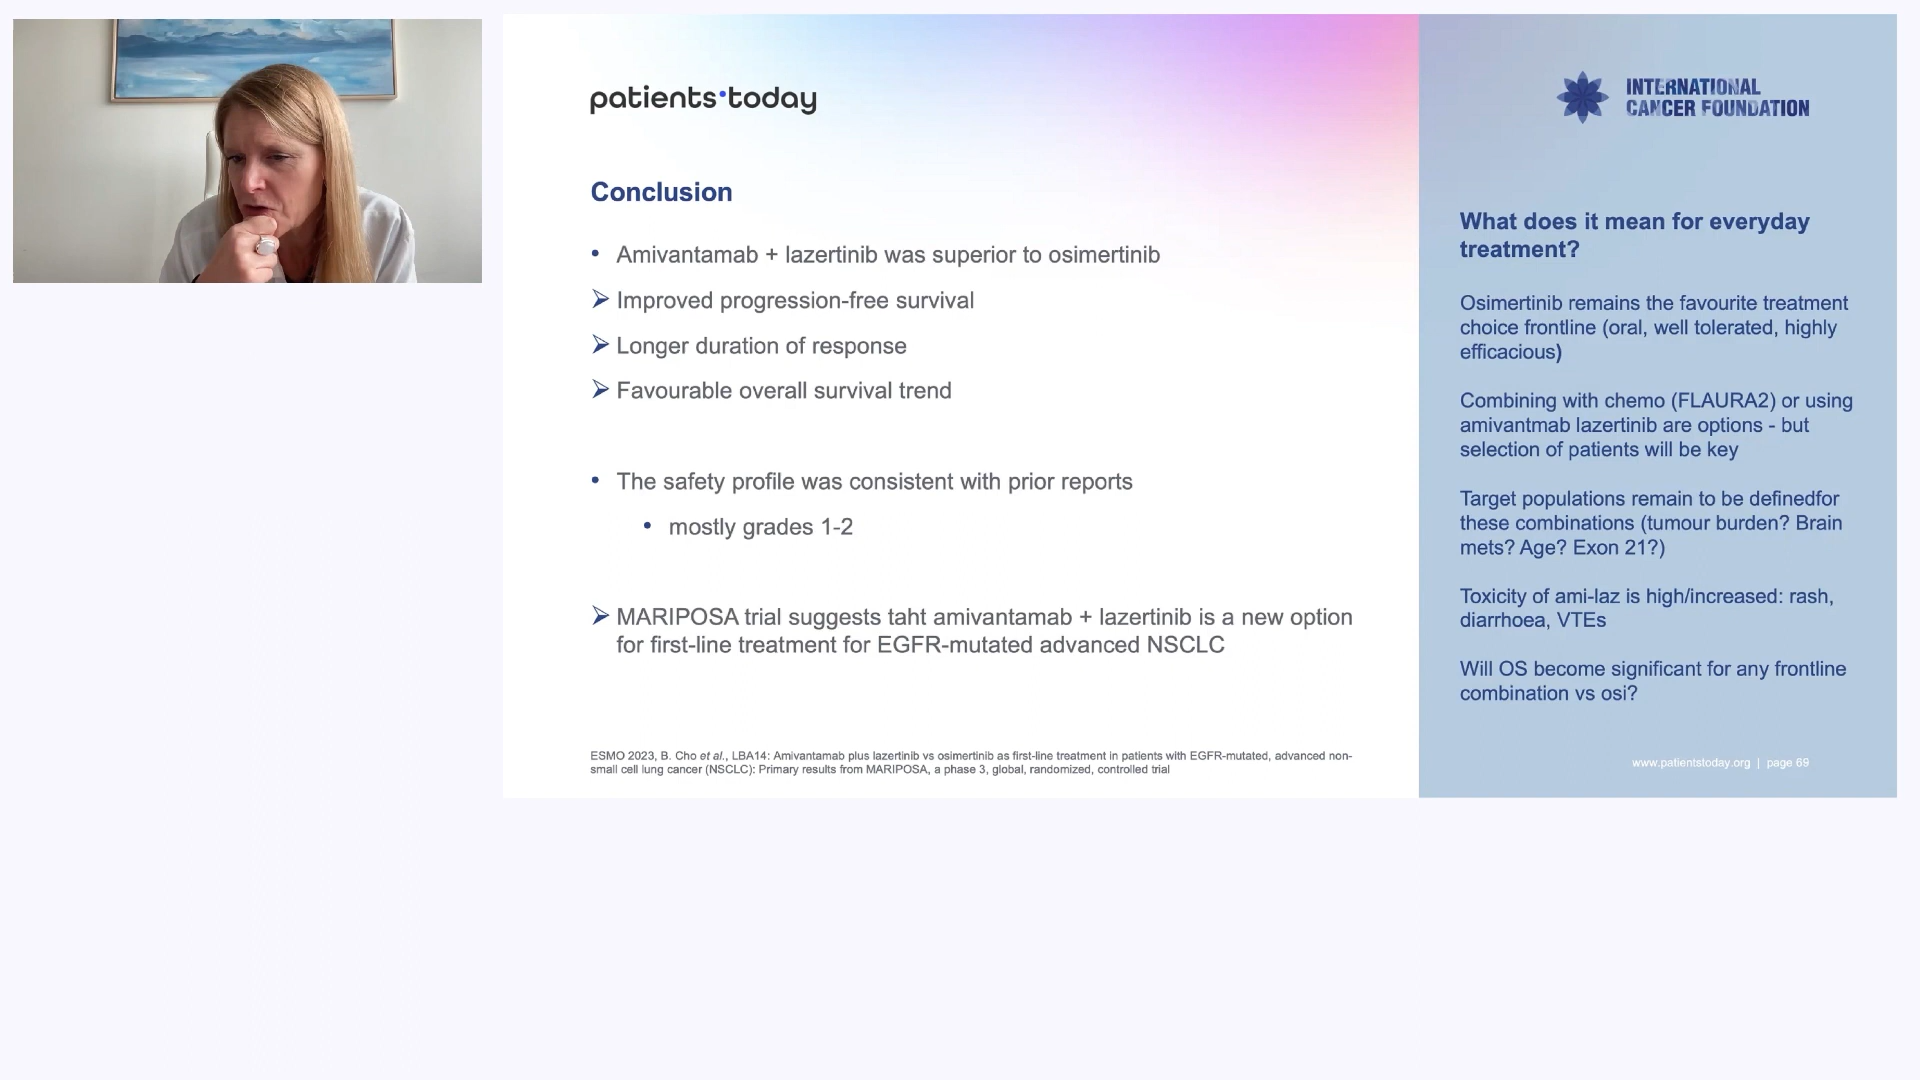 patients•today
INTERNATIONAL
CANCER FOUNDATION
Conclusion
• Amivantamab + lazertinib was superior to osimertinib
➢ Improved progression-free survival
➢ Longer duration of response
➢ Favourable overall survival trend
• The safety profile was consistent with prior reports
• mostly grades 1-2
➢ MARIPOSA trial suggests taht amivantamab + lazertinib is a new option
for first-line treatment for EGFR-mutated advanced NSCLC
ESMO 2023, B. Cho et al., LBA14: Amivantamab plus lazertinib vs osimertinib as first-line treatment in patients with EGFR-mutated, advanced non-
small cell lung cancer (NSCLC): Primary results from MARIPOSA, a phase 3, global, randomized, controlled trial
What does it mean for everyday
treatment?
Osimertinib remains the favourite treatment
choice frontline (oral, well tolerated, highly
efficacious)
Combining with chemo (FLAURA2) or using
amivantmab lazertinib are options - but
selection of patients will be key
Target populations remain to be definedfor
these combinations (tumour burden? Brain
mets? Age? Exon 21?)
Toxicity of ami-laz is high/increased: rash,
diarrhoea, VTEs
Will OS become significant for any frontline
combination vs osi?
www.patientstoday.org | page 69